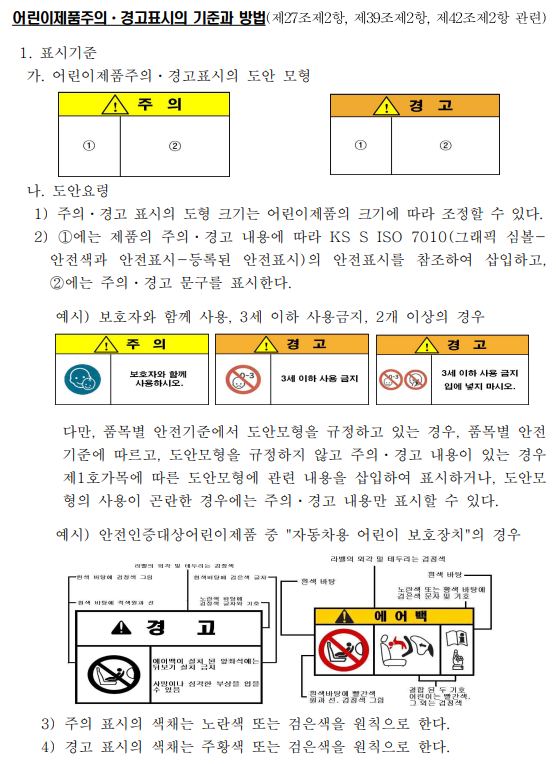 어린이제품주의·경고표시의 기준과 방법(제27조제2항, 제39조제2항, 제42조제2항 관련)
1. 표시기준
가. 어린이제품주의·경고표시의 도안 모형
주 의
① ②
경 고
① ②
나. 도안요령
1) 주의·경고 표시의 도형 크기는 어린이제품의 크기에 따라 조정할 수 있다.
2) ①에는 제품의 주의·경고 내용에 따라 KS S ISO 7010(그래픽 심볼-
안전색과 안전표시-등록된 안전표시)의 안전표시를 참조하여 삽입하고,
②에는 주의·경고 문구를 표시한다.
예시) 보호자와 함께 사용, 3세 이하 사용금지, 2개 이상의 경우
주 의
보호자와 함께
사용하시오.
경 고
0-3
3세 이하 사용 금지
경 고
0-3
3세 이하 사용 금지
입에 넣지 마시오.
다만, 품목별 안전기준에서 도안모형을 규정하고 있는 경우, 품목별 안전
기준에 따르고, 도안모형을 규정하지 않고 주의·경고 내용이 있는 경우
제1호가목에 따른 도안모형에 관련 내용을 삽입하여 표시하거나, 도안모
형의 사용이 곤란한 경우에는 주의·경고 내용만 표시할 수 있다.
예시) 안전인증대상어린이제품 중 "자동차용 어린이 보호장치"의 경우
라벨의 외곽 및 테두리는 검정색
흰색 바탕에 검정색 그림
흰색바탕에 검은색 글자
흰색 바탕에 적색원과 선
노란색 바탕에
검정색 글자와 기호
경 고
에어백이 설치 된 앞좌석에는
뒤보기 설치 금지
사망이나 심각한 부상을 입을
수 있음
라벨의 외곽 및 테두리는 검정색
흰색 바탕
흰색 바탕
노란색 또는 황색 바탕에
검은색 문자 및 기호
에 어 백
흰색바탕에 빨간색
원과 선, 검정색 그림
결합 된 두 기호
어린이는 빨간색,
그 외는 검정색
3) 주의 표시의 색채는 노란색 또는 검은색을 원칙으로 한다.
4) 경고 표시의 색채는 주황색 또는 검은색을 원칙으로 한다.